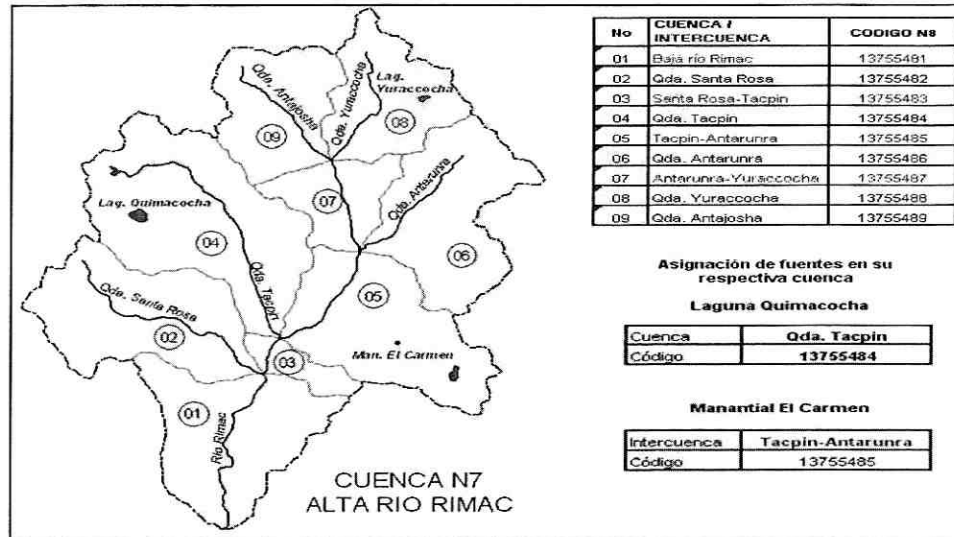 Qda. Antajosha
Qda. Yuraccocha
Lag. Yuraccocha
09
08
Lag. Quimacocha
07
Qda. Antarunra
04
06
Qda. Tacpin
05
Qda. Santa Rosa
02
03
Man. El Carmen
01
Río Rimac
CUENCA N7
ALTA RIO RIMAC
No CUENCA / INTERCUENCA CODIGO N8
01 Baja río Rimac 13755481
02 Qda. Santa Rosa 13755482
03 Santa Rosa-Tacpin 13755483
04 Qda. Tacpin 13755484
05 Tacpin-Antarunra 13755485
06 Qda. Antarunra 13755486
07 Antarunra-Yuraccocha 13755487
08 Qda. Yuraccocha 13755488
09 Qda. Antajosha 13755489
Asignación de fuentes en su
respectiva cuenca
Laguna Quimacocha
Cuenca Qda. Tacpin
Código 13755484
Manantial El Carmen
Intercuenca Tacpin-Antarunra
Código 13755485